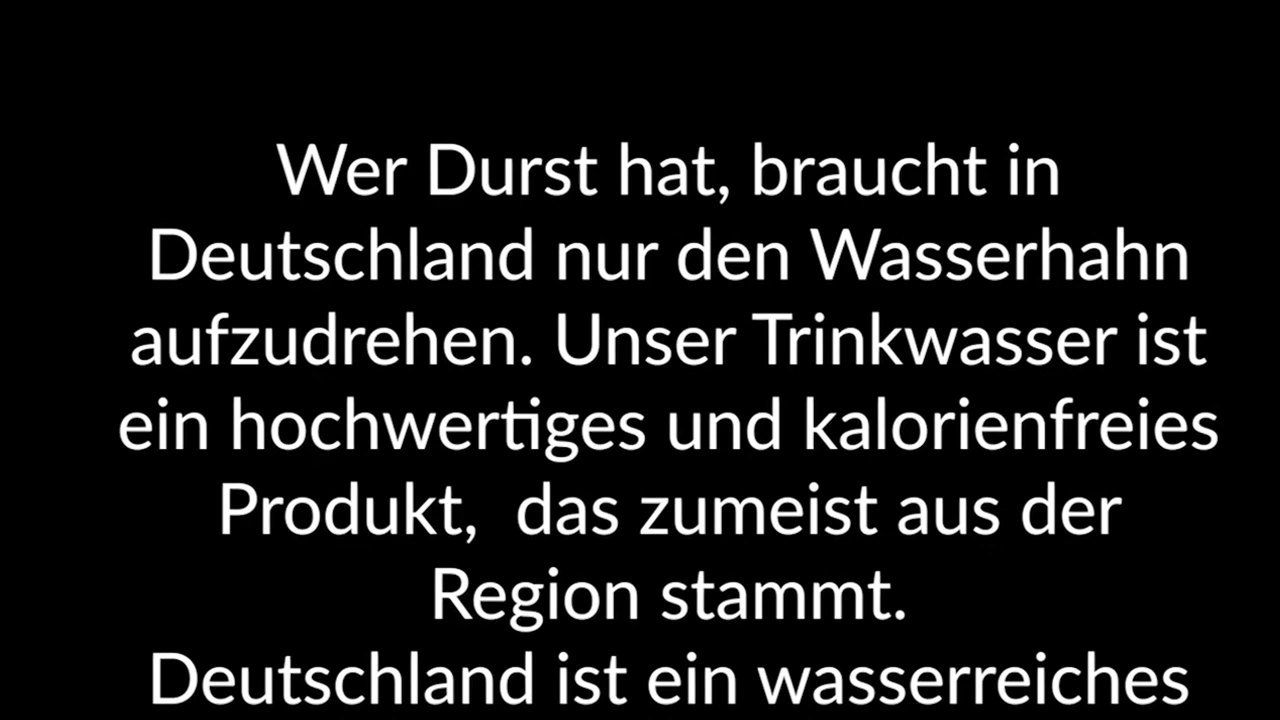 Wer Durst hat, braucht in
Deutschland nur den Wasserhahn
aufzudrehen. Unser Trinkwasser ist
ein hochwertiges und kalorienfreies
Produkt,  das zumeist aus der
Region stammt.
Deutschland ist ein wasserreiches